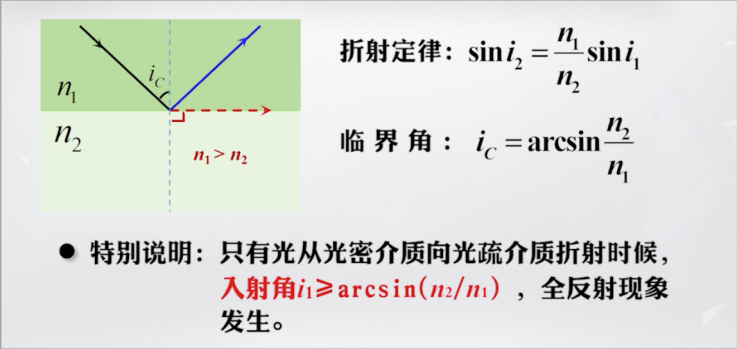 折射定律：sin i₂ = n₁/n₂ sin i₁
i_C
n₁
n₂
n₁ > n₂
临界角： i_C = arcsin n₂/n₁
● 特别说明：只有光从光密介质向光疏介质折射时候，
入射角i₁≥arcsin(n₂/n₁)，全反射现象
发生。